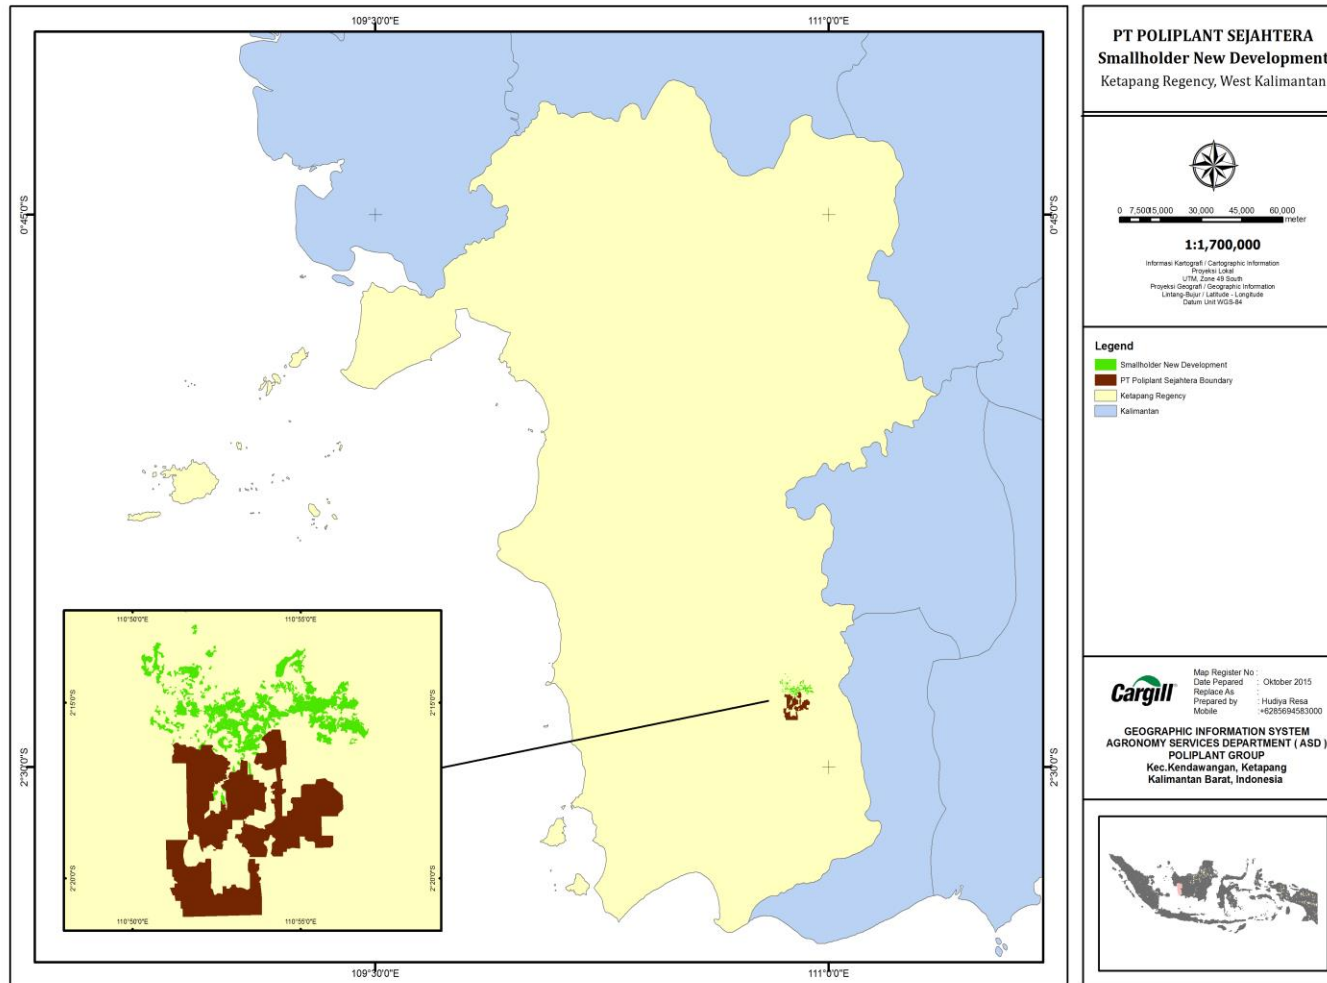 109°30'0"E
111°0'0"E
0°45'0"S
0°45'0"S
2°30'0"S
2°30'0"S
110°50'0"E
110°55'0"E
2°15'0"S
2°15'0"S
2°20'0"S
2°20'0"S
110°50'0"E
110°55'0"E
109°30'0"E
111°0'0"E
PT POLIPLANT SEJAHTERA
Smallholder New Development
Ketapang Regency, West Kalimantan
0 7,500 15,000 30,000 45,000 60,000
meter
1:1,700,000
Informasi Kartografi / Cartographic Information
Proyeksi Lokal
UTM, Zone 49 South
Proyeksi Geografi / Geographic Information
Lintang-Bujur / Latitude - Longitude
Datum Unit WGS-84
Legend
Smallholder New Development
PT Poliplant Sejahtera Boundary
Ketapang Regency
Kalimantan
Cargill
Map Register No :
Date Pepared : Oktober 2015
Replace As :
Prepared by : Hudiya Resa
Mobile :+6285694583000
GEOGRAPHIC INFORMATION SYSTEM
AGRONOMY SERVICES DEPARTMENT ( ASD )
POLIPLANT GROUP
Kec.Kendawangan, Ketapang
Kalimantan Barat, Indonesia